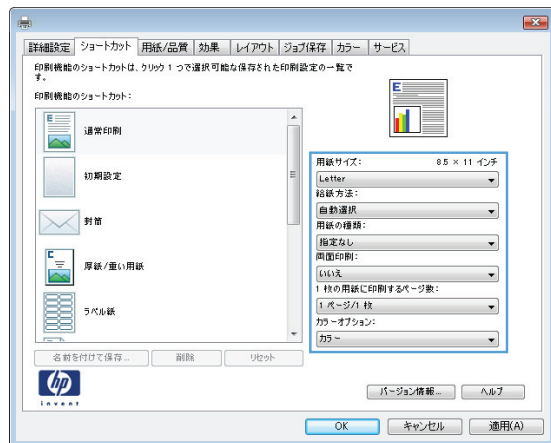 詳細設定 ショートカット 用紙/品質 効果 レイアウト ジョブ保存 カラー サービス
印刷機能のショートカットは、クリック 1 つで選択可能な保存された印刷設定の一覧で
す。
印刷機能のショートカット:
E
通常印刷
初期設定
封筒
C
厚紙/重い用紙
ラベル紙
名前を付けて保存... 削除 リセット
E
用紙サイズ: 8.5 × 11 インチ
Letter
給紙方法:
自動選択
用紙の種類:
指定なし
両面印刷:
いいえ
1 枚の用紙に印刷するページ数:
1 ページ/1 枚
カラーオプション:
カラー
hp
invent
バージョン情報... ヘルプ
OK キャンセル 適用(A)